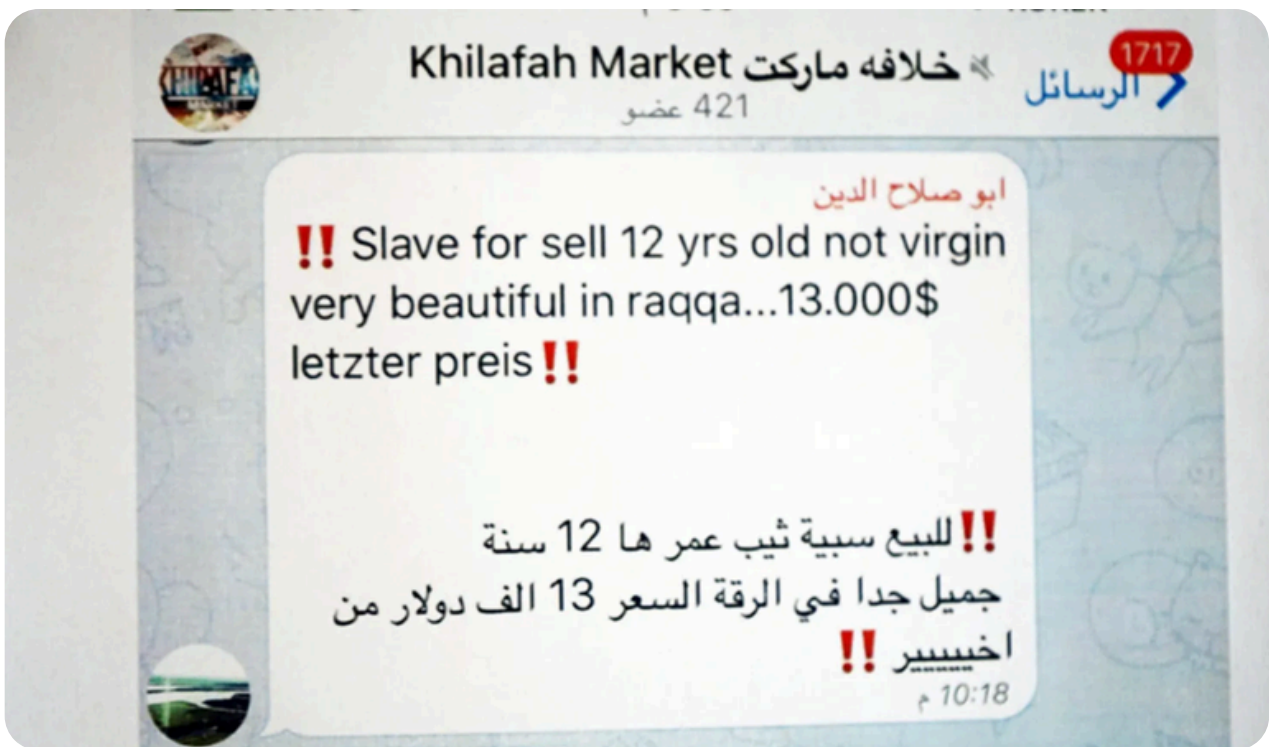 1717
الرسائل
Khilafah Market خلافه ماركت
421 عضو
ابو صلاح الدين
‼️ Slave for sell 12 yrs old not virgin
very beautiful in raqqa...13.000$
letzter preis‼️
‼️للبيع سبية ثيب عمر ها 12 سنة
جميل جدا في الرقة السعر 13 الف دولار من
اخيييير ‼️
10:18 م